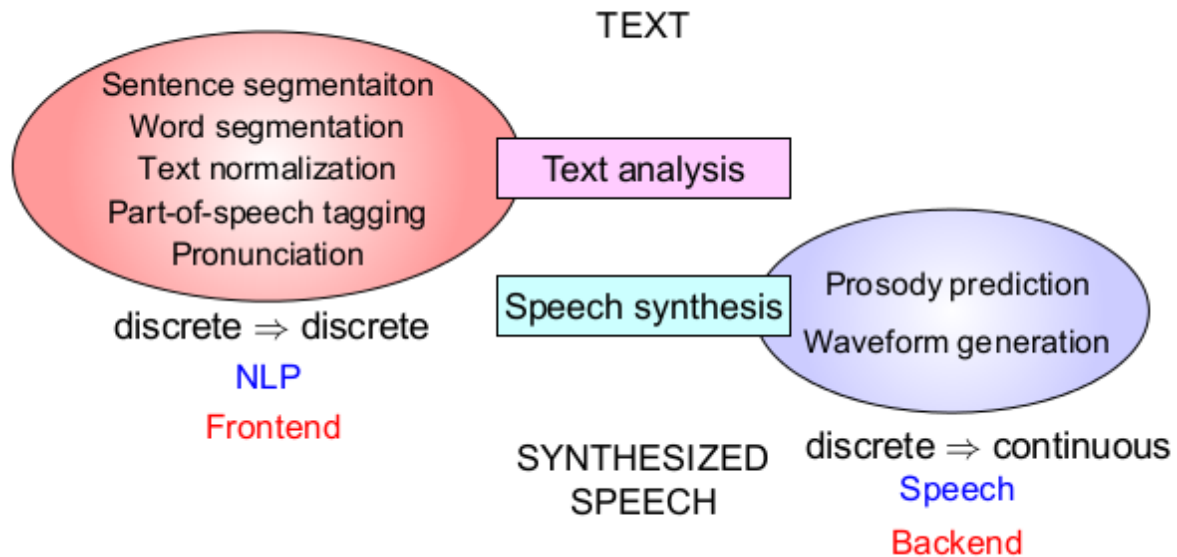 TEXT
Sentence segmentaiton
Word segmentation
Text normalization
Part-of-speech tagging
Pronunciation
discrete ⇒ discrete
NLP
Frontend
Text analysis
Speech synthesis
Prosody prediction
Waveform generation
discrete ⇒ continuous
Speech
Backend
SYNTHESIZED
SPEECH